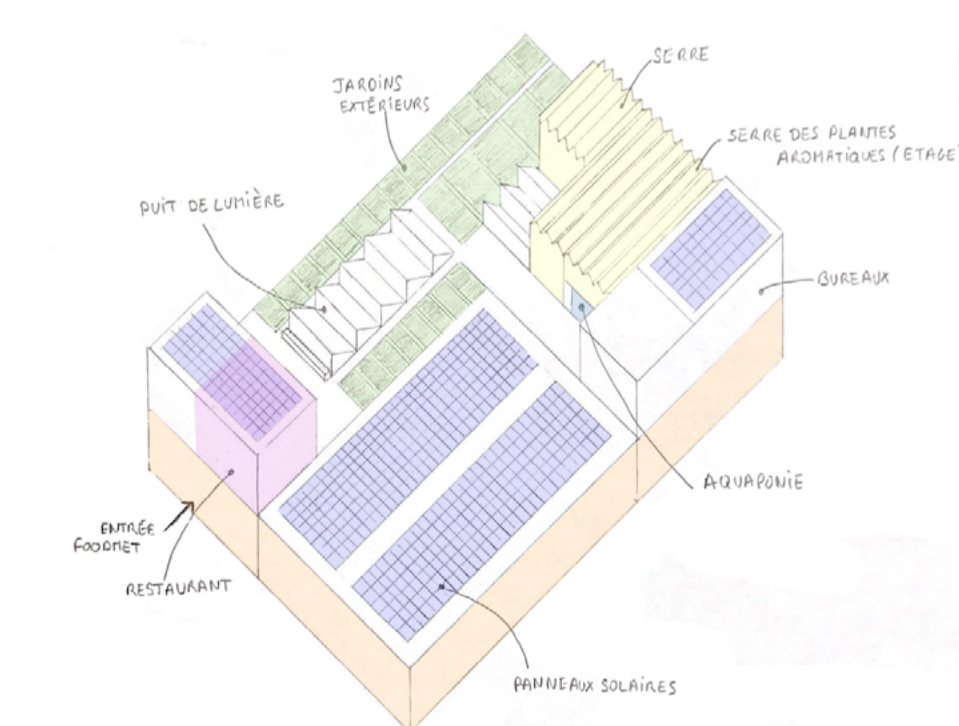 SERRE
JARDINS
EXTÉRIEURS
SERRE DES PLANTES
AROMATIQUES (ETAGE)
PUIT DE LUMIÈRE
BUREAUX
AQUAPONIE
ENTRÉE
FOODMET
RESTAURANT
PANNEAUX SOLAIRES